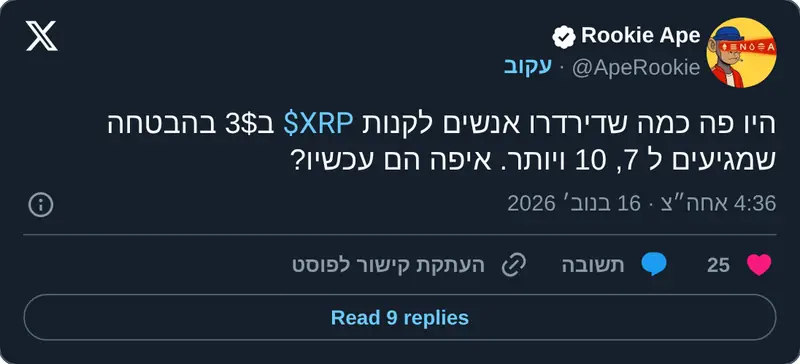 Rookie Ape
@ApeRookie · עקוב
היו פה כמה שדירדרו אנשים לקנות $XRP ב3$ בהבטחה
שמגיעים ל 7, 10 ויותר. איפה הם עכשיו?
4:36 אחה״צ · 16 בנוב׳ 2026
25 תשובה העתקת קישור לפוסט
Read 9 replies